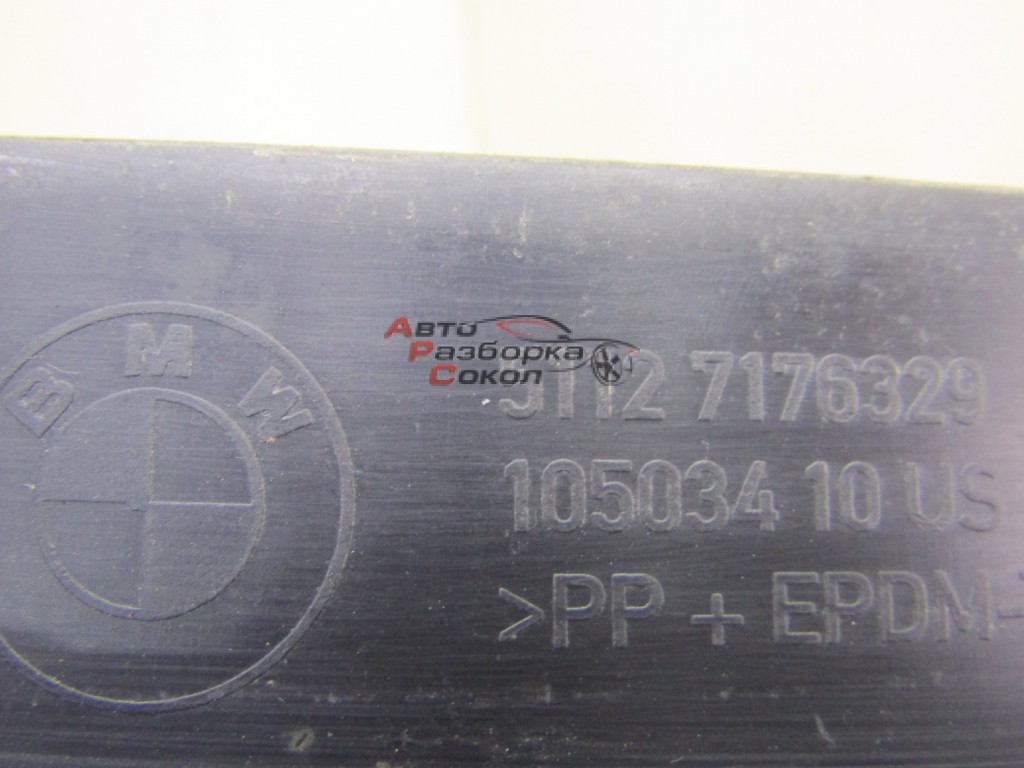 BMW
АВТО
РАЗБОРКА
СОКОЛ
5112 7176329
105034 10 US
>PP + EPDM-